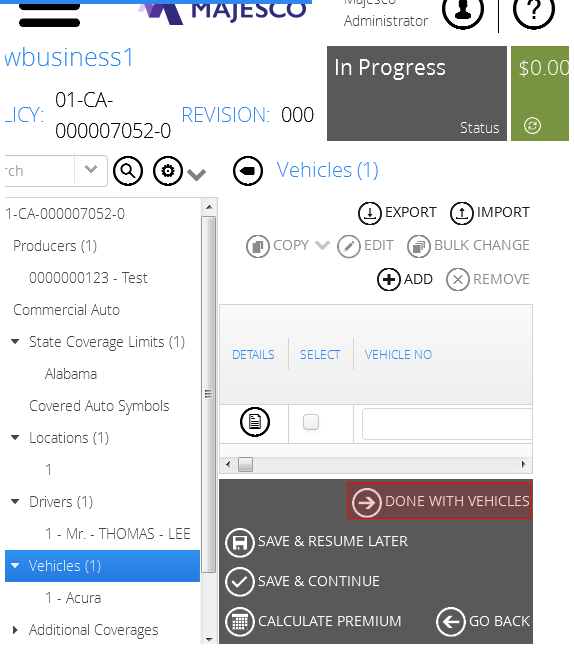 MAJESCO
Majesco
Administrator
?
wbusiness1
LICY: 01-CA-000007052-0 REVISION: 000
In Progress
Status
$0.00
rch
Vehicles (1)
1-CA-000007052-0
Producers (1)
0000000123 - Test
Commercial Auto
State Coverage Limits (1)
Alabama
Covered Auto Symbols
Locations (1)
1
Drivers (1)
1 - Mr. - THOMAS - LEE
Vehicles (1)
1 - Acura
Additional Coverages
EXPORT IMPORT
COPY EDIT BULK CHANGE
ADD REMOVE
DETAILS SELECT VEHICLE NO
DONE WITH VEHICLES
SAVE & RESUME LATER
SAVE & CONTINUE
CALCULATE PREMIUM GO BACK